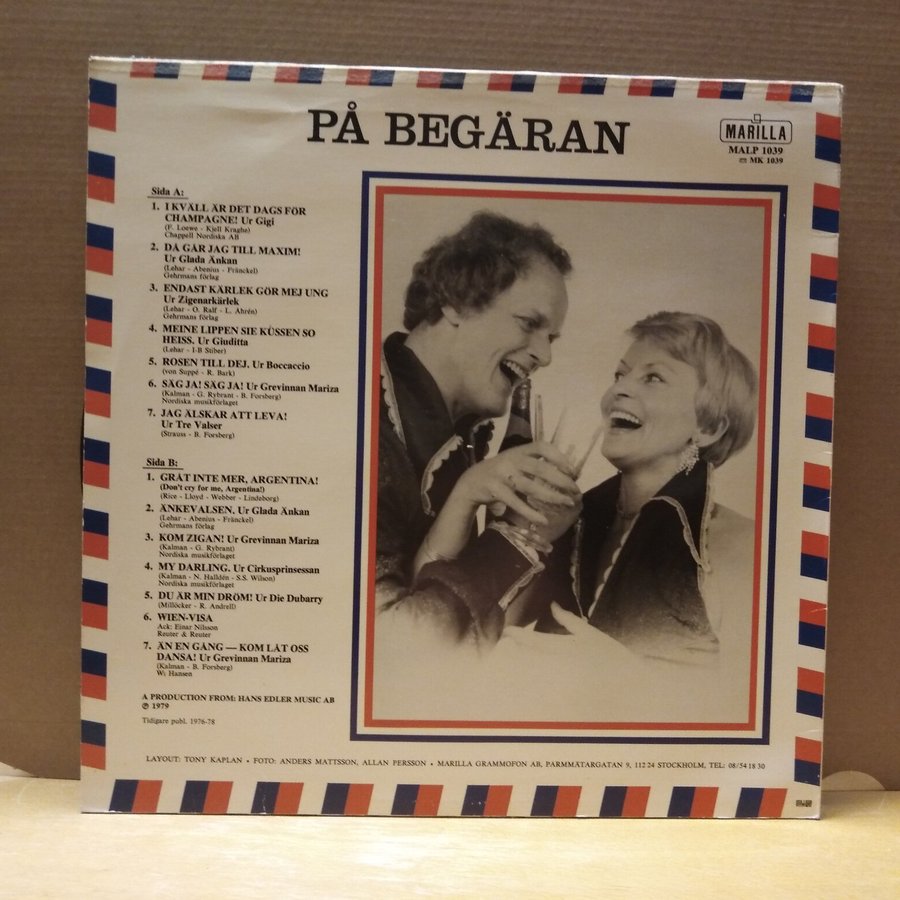 PÅ BEGÄRAN
MARILLA
MALP 1039
MK 1039
Sida A:
1. I KVÄLL ÄR DET DAGS FÖR
CHAMPAGNE! Ur Gigi
(F. Loewe - Kjell Kraghe)
Chappell Nordiska AB
2. DÅ GÅR JAG TILL MAXIM!
Ur Glada Änkan
(Lehar - Abenius - Fränckel)
Gehrmans förlag
3. ENDAST KÄRLEK GÖR MEJ UNG
Ur Zigenarkärlek
(Lehar - O. Ralf - L. Ahrén)
Gehrmans förlag
4. MEINE LIPPEN SIE KÜSSEN SO
HEISS. Ur Giuditta
(Lehar - I-B Stiber)
5. ROSEN TILL DEJ. Ur Boccaccio
(von Suppé - R. Bark)
6. SÄG JA! SÄG JA! Ur Grevinnan Mariza
(Kalman - G. Rybrant - B. Forsberg)
Nordiska musikförlaget
7. JAG ÄLSKAR ATT LEVA!
Ur Tre Valser
(Strauss - B. Forsberg)
Sida B:
1. GRÅT INTE MER, ARGENTINA!
(Don't cry for me, Argentina!)
(Rice - Lloyd - Webber - Lindeborg)
2. ÄNKEVALSEN. Ur Glada Änkan
(Lehar - Abenius - Fränckel)
Gehrmans förlag
3. KOM ZIGAN! Ur Grevinnan Mariza
(Kalman - G. Rybrant)
Nordiska musikförlaget
4. MY DARLING. Ur Cirkusprinsessan
(Kalman - N. Halldén - S.S. Wilson)
Nordiska musikförlaget
5. DU ÄR MIN DRÖM! Ur Die Dubarry
(Millöcker - R. Andrell)
6. WIEN-VISA
Ack: Einar Nilsson
Reuter & Reuter
7. ÄN EN GÅNG — KOM LÅT OSS
DANSA! Ur Grevinnan Mariza
(Kalman - B. Forsberg)
W: Hansen
A PRODUCTION FROM: HANS EDLER MUSIC AB
℗ 1979
Tidigare publ. 1976-78
LAYOUT: TONY KAPLAN • FOTO: ANDERS MATTSSON, ALLAN PERSSON • MARILLA GRAMMOFON AB, PARMMÄTARGATAN 9, 112 24 STOCKHOLM, TEL: 08/54 18 30